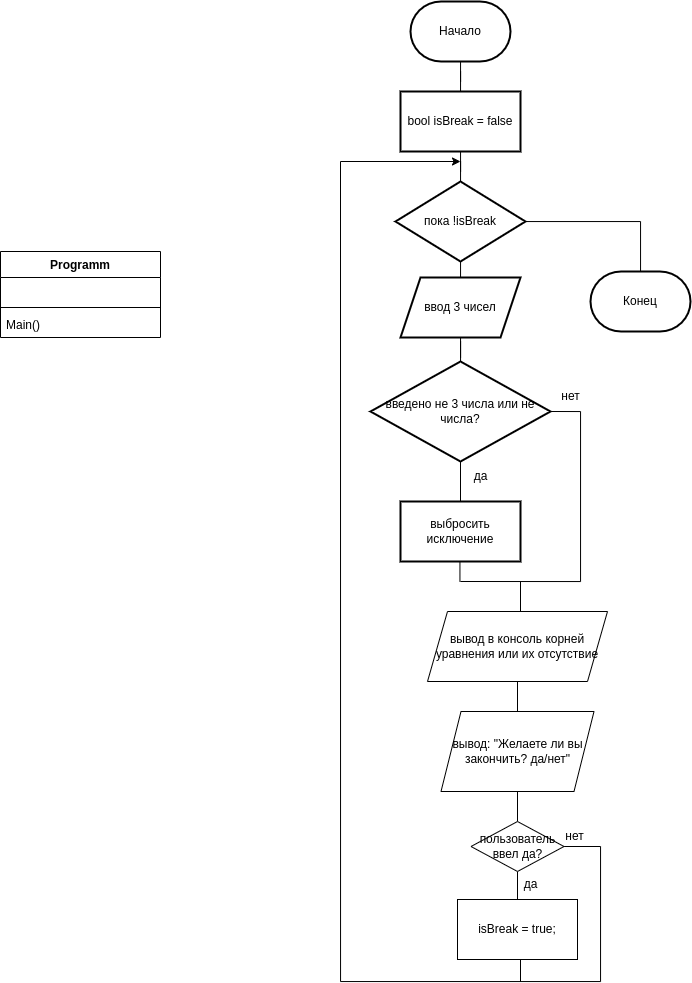 Начало
bool isBreak = false
пока !isBreak
Programm
Main()
ввод 3 чисел
Конец
введено не 3 числа или не
числа?
нет
да
выбросить
исключение
вывод в консоль корней
уравнения или их отсутствие
вывод: "Желаете ли вы
закончить? да/нет"
пользователь
ввел да?
нет
да
isBreak = true;